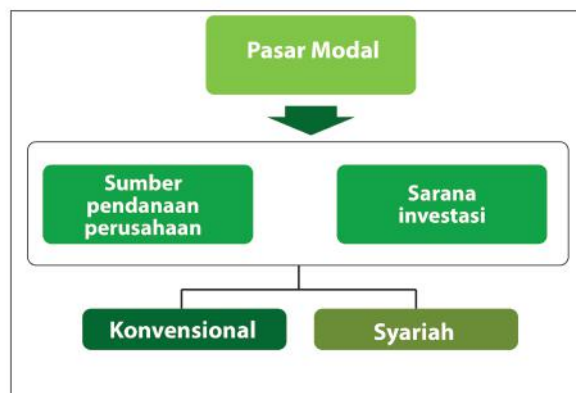 Pasar Modal
Sumber
pendanaan
perusahaan
Sarana
investasi
Konvensional
Syariah